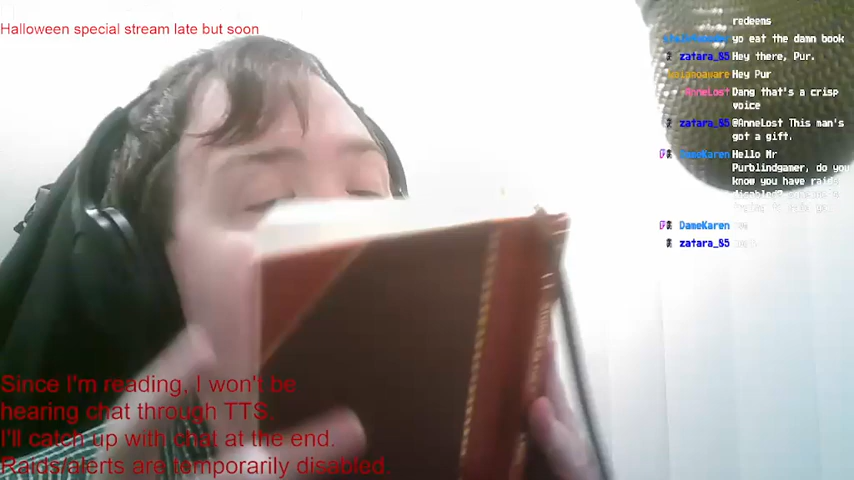 Halloween special stream late but soon
redeems
yo eat the damn book
zatara_85 Hey there, Pur.
Hey Pur
AnneLost Dang that's a crisp
voice
zatara_85 @AnneLost This man's
got a gift.
DameKaren Hello Mr
Purblindgamer, do you
know you have raids
DameKaren
zatara_85
Since I'm reading, I won't be
hearing chat through TTS.
I'll catch up with chat at the end.
Raids/alerts are temporarily disabled.